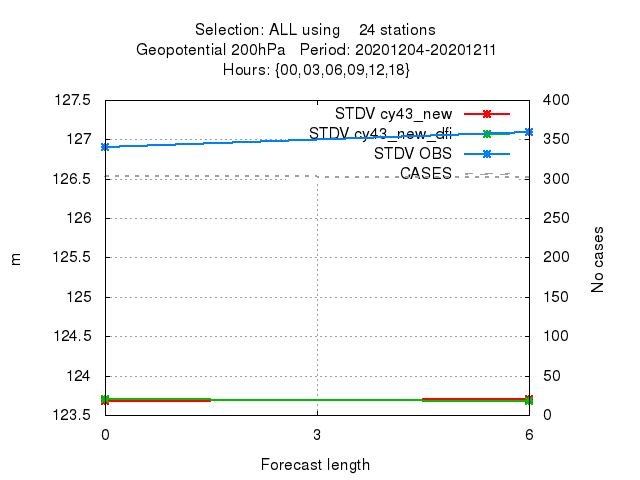 Selection: ALL using 24 stations
Geopotential 200hPa Period: 20201204-20201211
Hours: {00,03,06,09,12,18}
127.5
127
126.5
126
125.5
125
124.5
124
123.5
400
350
300
250
200
150
100
50
0
STDV cy43_new
STDV cy43_new_dfi
STDV OBS
CASES
m
No cases
0 3 6
Forecast length